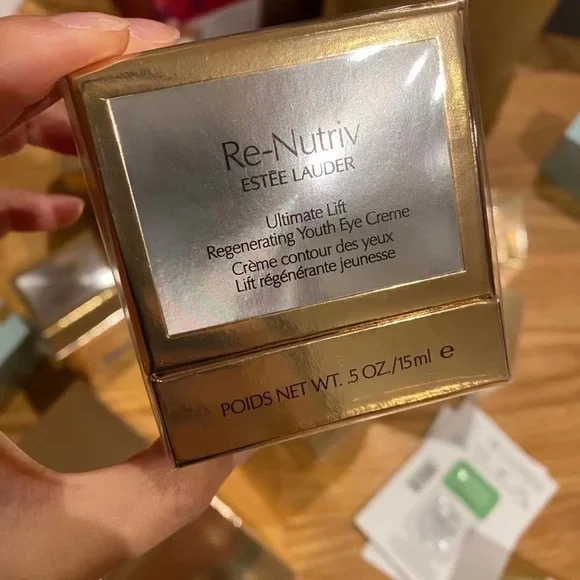 Re-Nutriv
ESTĒE LAUDER
Ultimate Lift
Regenerating Youth Eye Creme
Crème contour des yeux
Lift régénérante jeunesse
POIDS NET WT. .5 OZ./15ml e